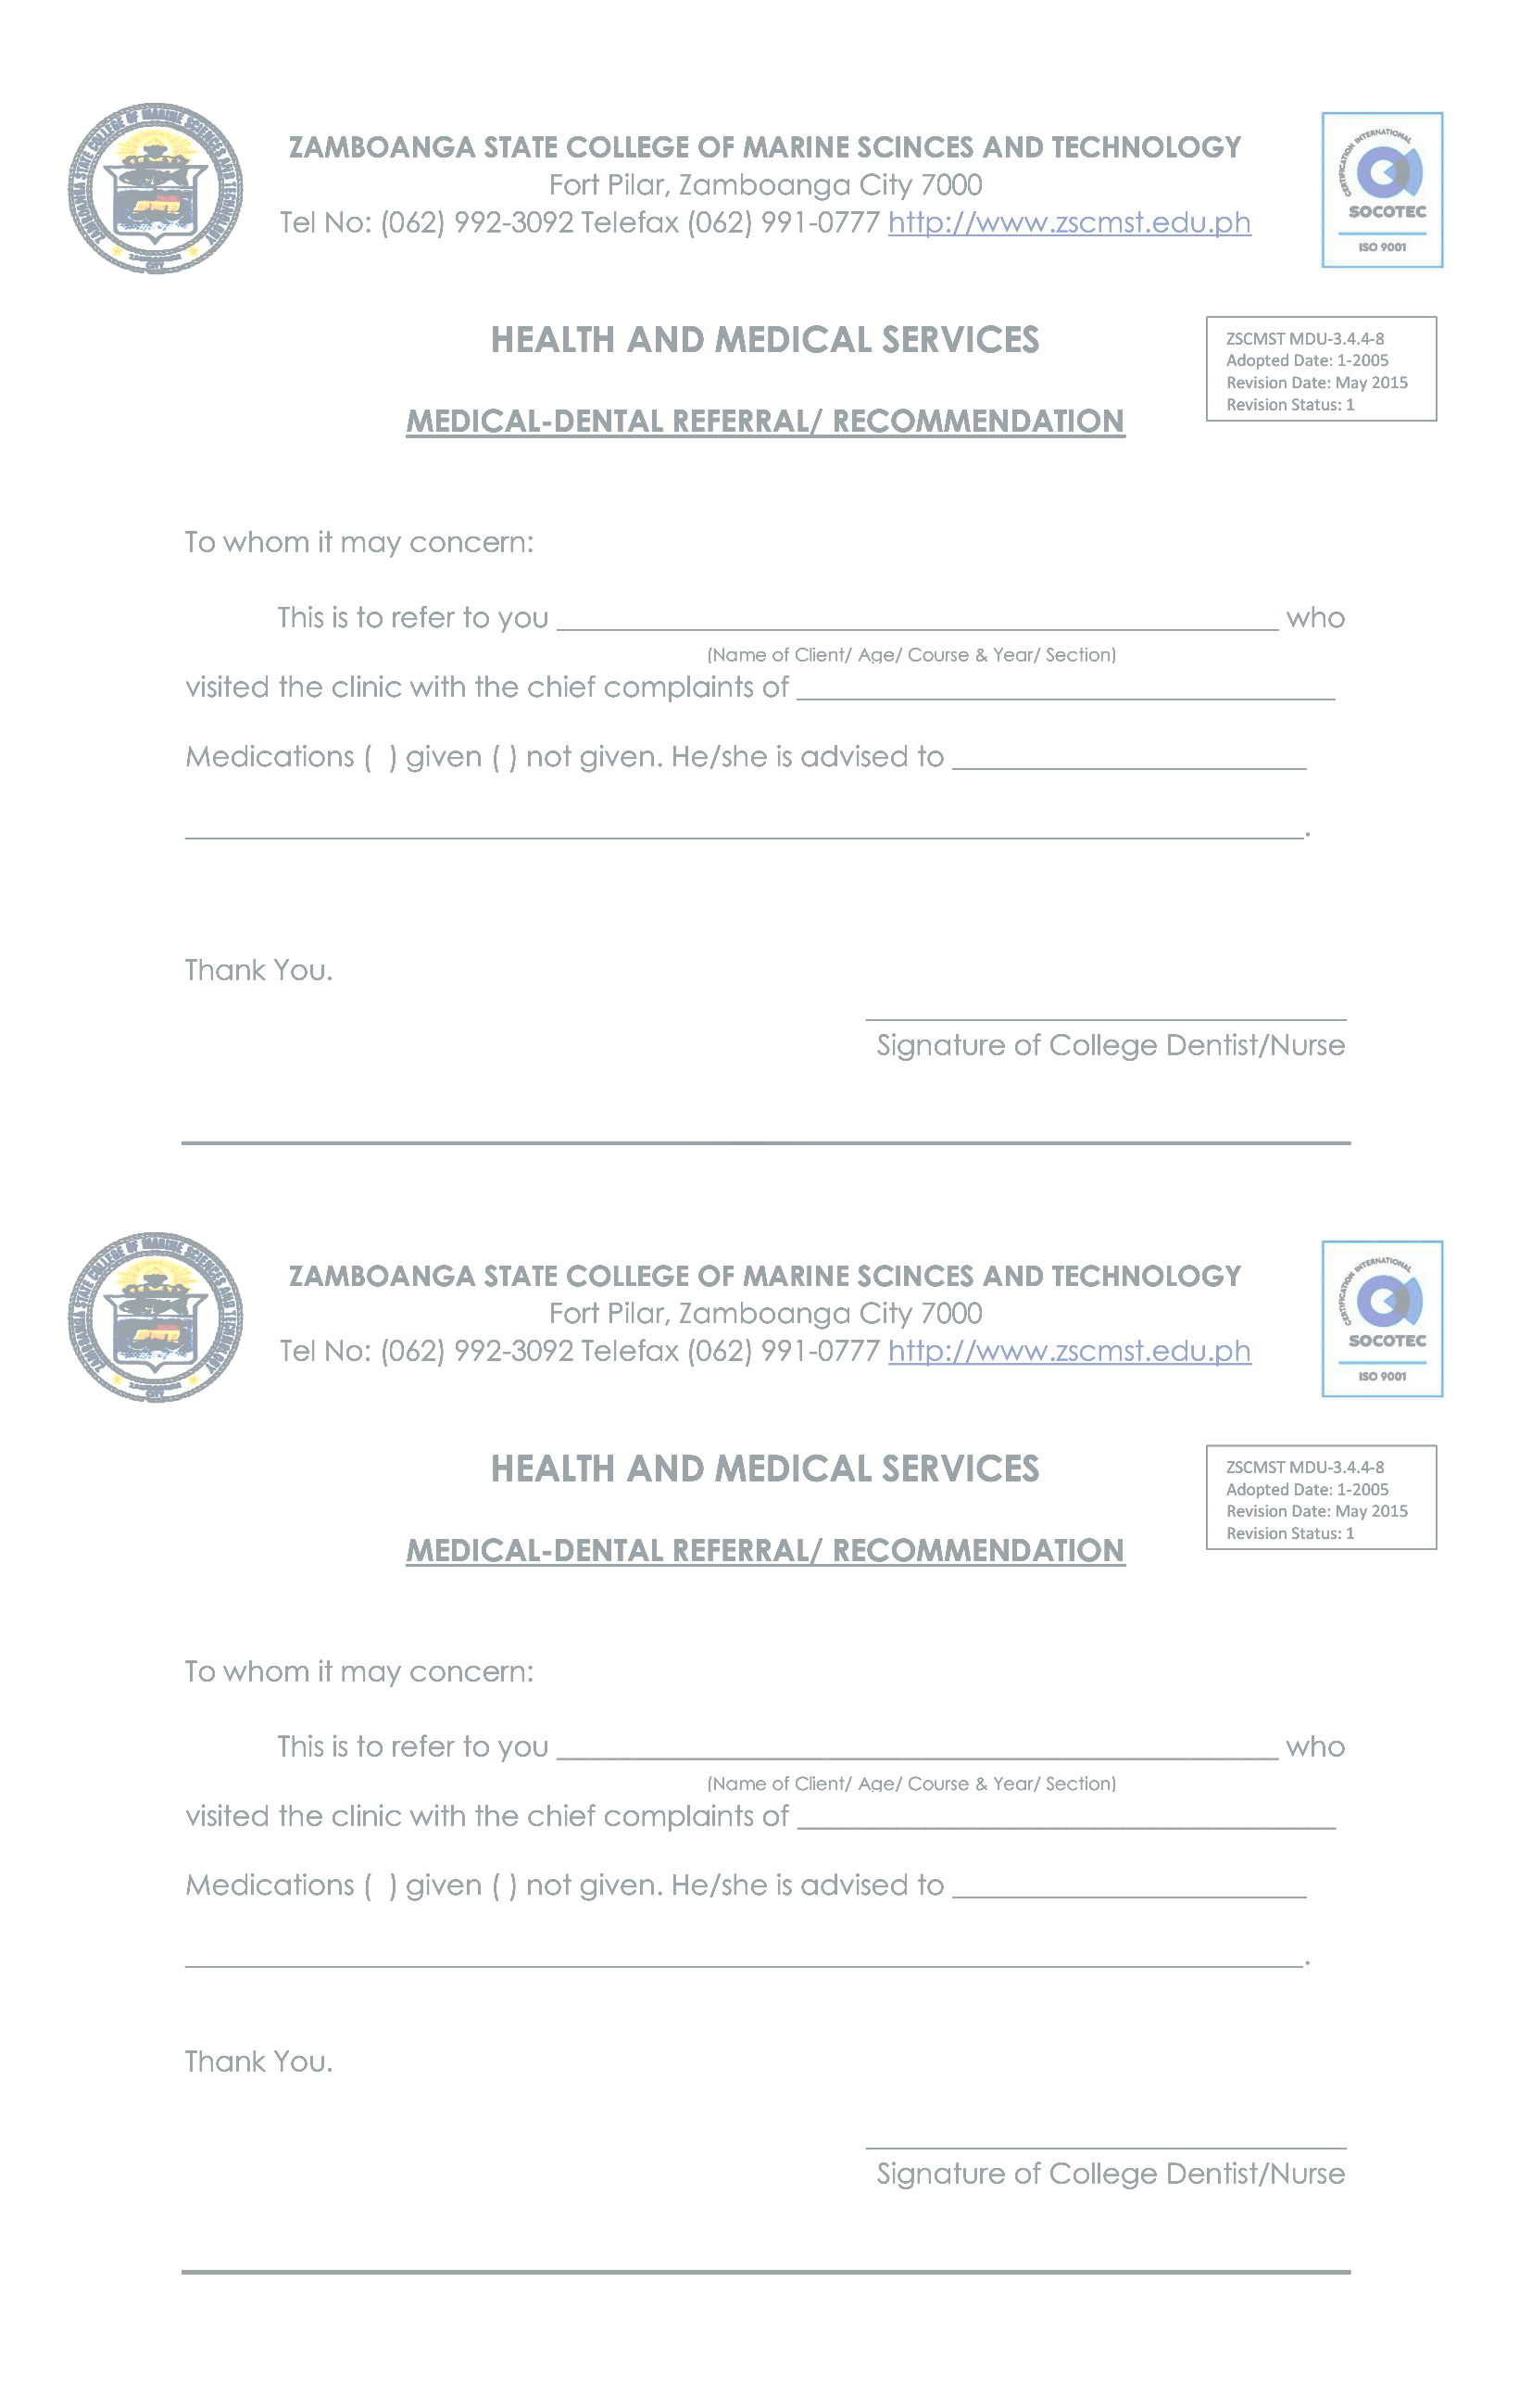 ZAMBOANGA STATE COLLEGE OF MARINE SCIENCES AND TECHNOLOGY
ZAMBOANGA
CITY
ZAMBOANGA STATE COLLEGE OF MARINE SCINCES AND TECHNOLOGY
Fort Pilar, Zamboanga City 7000
Tel No: (062) 992-3092 Telefax (062) 991-0777 http://www.zscmst.edu.ph
CERTIFICATION INTERNATIONAL
SOCOTEC
ISO 9001
HEALTH AND MEDICAL SERVICES
ZSCMST MDU-3.4.4-8
Adopted Date: 1-2005
Revision Date: May 2015
Revision Status: 1
MEDICAL-DENTAL REFERRAL/ RECOMMENDATION
To whom it may concern:
This is to refer to you ______________________________ who
(Name of Client/ Age/ Course & Year/ Section)
visited the clinic with the chief complaints of ______________________________
Medications ( ) given ( ) not given. He/she is advised to ____________________
______________________________.
Thank You.
Signature of College Dentist/Nurse
ZAMBOANGA STATE COLLEGE OF MARINE SCIENCES AND TECHNOLOGY
ZAMBOANGA
CITY
ZAMBOANGA STATE COLLEGE OF MARINE SCINCES AND TECHNOLOGY
Fort Pilar, Zamboanga City 7000
Tel No: (062) 992-3092 Telefax (062) 991-0777 http://www.zscmst.edu.ph
CERTIFICATION INTERNATIONAL
SOCOTEC
ISO 9001
HEALTH AND MEDICAL SERVICES
ZSCMST MDU-3.4.4-8
Adopted Date: 1-2005
Revision Date: May 2015
Revision Status: 1
MEDICAL-DENTAL REFERRAL/ RECOMMENDATION
To whom it may concern:
This is to refer to you ______________________________ who
(Name of Client/ Age/ Course & Year/ Section)
visited the clinic with the chief complaints of ______________________________
Medications ( ) given ( ) not given. He/she is advised to ____________________
______________________________.
Thank You.
Signature of College Dentist/Nurse